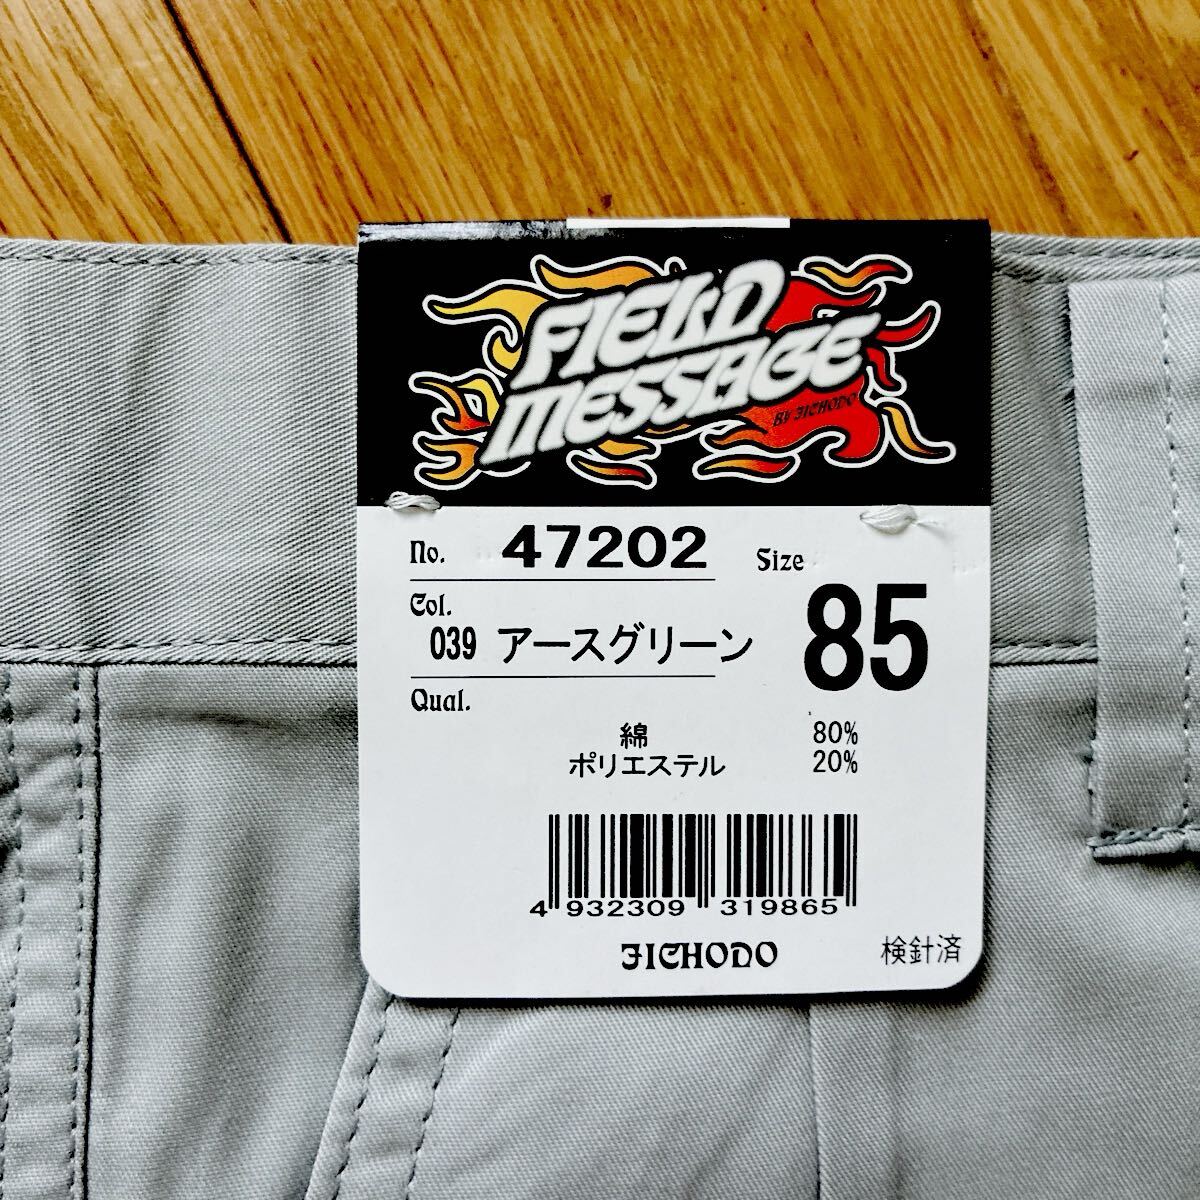 FIELD
MESSAGE
BY JICHODO
No. 47202
Size
85
Col.
039 アースグリーン
Qual.
綿 80%
ポリエステル 20%
4 932309 319865
JICHODO
検針済